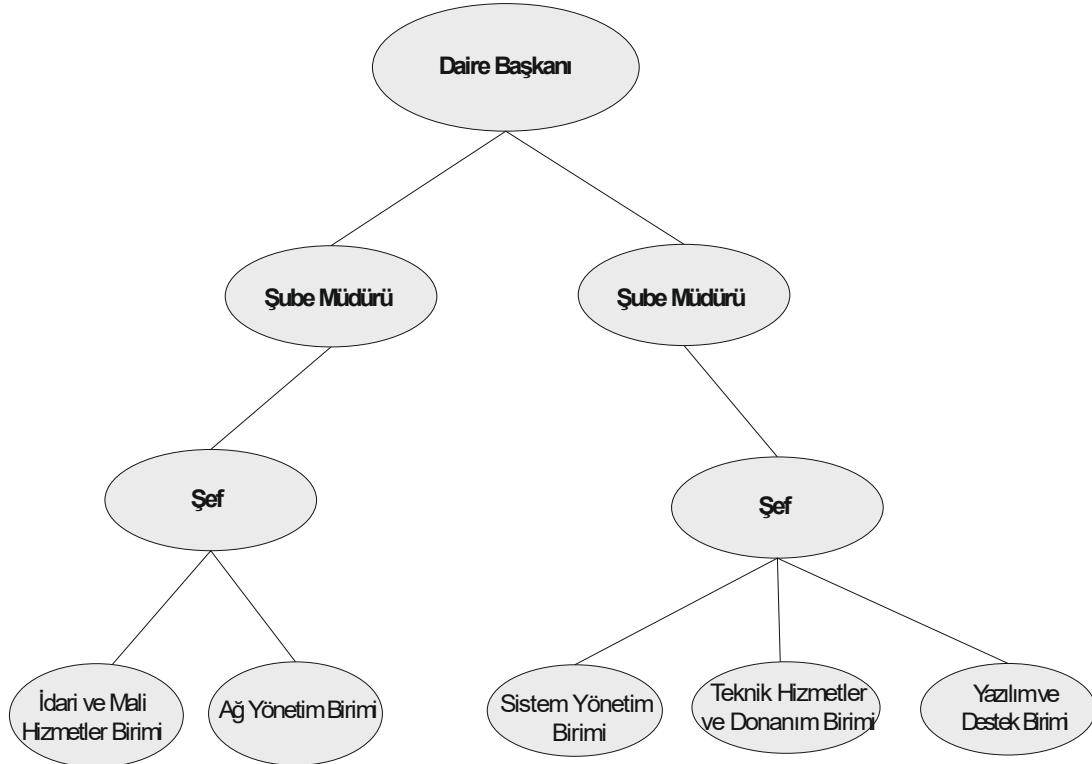 Daire Başkanı
Şube Müdürü
Şube Müdürü
Şef
Şef
İdari ve Mali
Hizmetler Birimi
Ağ Yönetim Birimi
Sistem Yönetim
Birimi
Teknik Hizmetler
ve Donanım Birimi
Yazılım ve
Destek Birimi